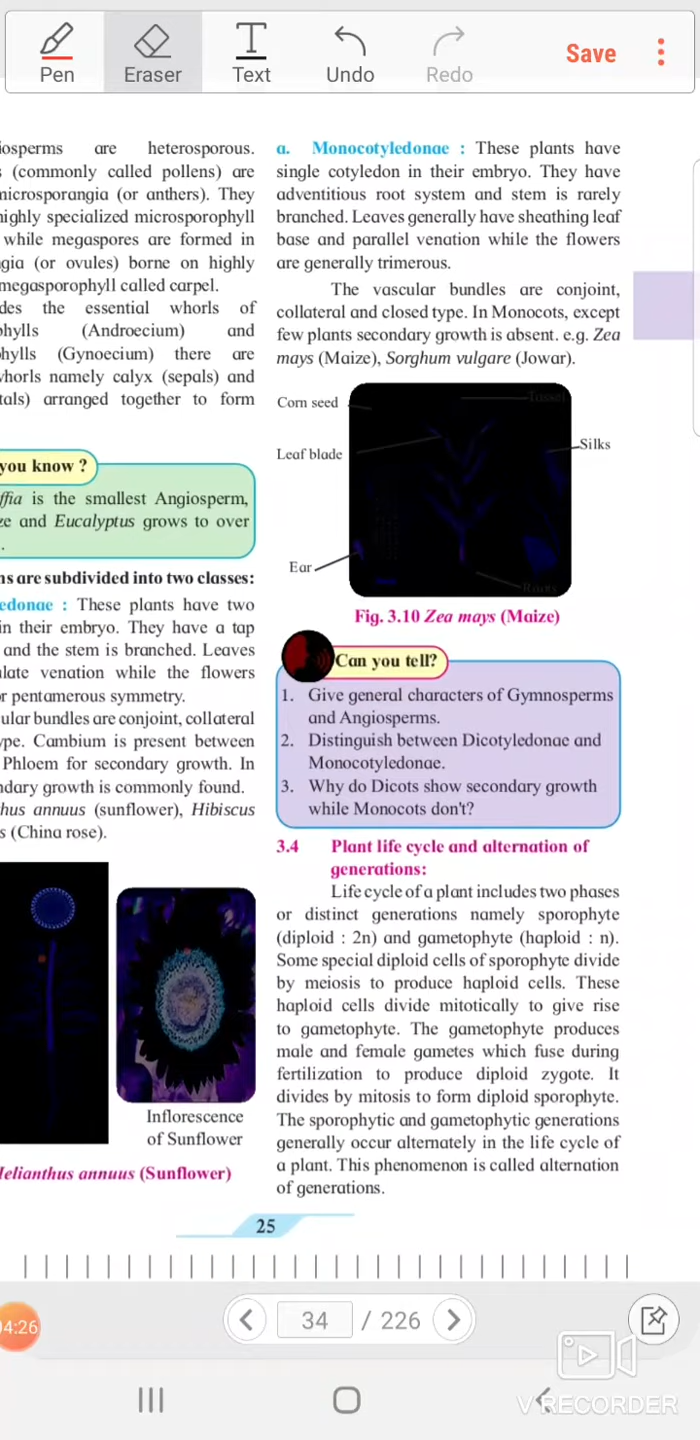 Pen
Eraser
Text
Undo
Redo
Save
iosperms are heterosporous.
(commonly called pollens) are
microsporangia (or anthers). They
highly specialized microsporophyll
while megaspores are formed in
gia (or ovules) borne on highly
megasporophyll called carpel.
des the essential whorls of
phylls (Androecium) and
phylls (Gynoecium) there are
whorls namely calyx (sepals) and
tals) arranged together to form
you know ?
ffia is the smallest Angiosperm,
ze and Eucalyptus grows to over
.
ns are subdivided into two classes:
edonae : These plants have two
in their embryo. They have a tap
and the stem is branched. Leaves
late venation while the flowers
r pentamerous symmetry.
ular bundles are conjoint, collateral
ype. Cambium is present between
Phloem for secondary growth. In
ndary growth is commonly found.
thus annuus (sunflower), Hibiscus
s (China rose).
Inflorescence
of Sunflower
Helianthus annuus (Sunflower)
a. Monocotyledonae : These plants have
single cotyledon in their embryo. They have
adventitious root system and stem is rarely
branched. Leaves generally have sheathing leaf
base and parallel venation while the flowers
are generally trimerous.
The vascular bundles are conjoint,
collateral and closed type. In Monocots, except
few plants secondary growth is absent. e.g. Zea
mays (Maize), Sorghum vulgare (Jowar).
Corn seed
Tassel
Leaf blade
Silks
Ear
Roots
Fig. 3.10 Zea mays (Maize)
Can you tell?
1. Give general characters of Gymnosperms
and Angiosperms.
2. Distinguish between Dicotyledonae and
Monocotyledonae.
3. Why do Dicots show secondary growth
while Monocots don't?
3.4 Plant life cycle and alternation of
generations:
Life cycle of a plant includes two phases
or distinct generations namely sporophyte
(diploid : 2n) and gametophyte (haploid : n).
Some special diploid cells of sporophyte divide
by meiosis to produce haploid cells. These
haploid cells divide mitotically to give rise
to gametophyte. The gametophyte produces
male and female gametes which fuse during
fertilization to produce diploid zygote. It
divides by mitosis to form diploid sporophyte.
The sporophytic and gametophytic generations
generally occur alternately in the life cycle of
a plant. This phenomenon is called alternation
of generations.
25
04:26
34 / 226
V RECORDER